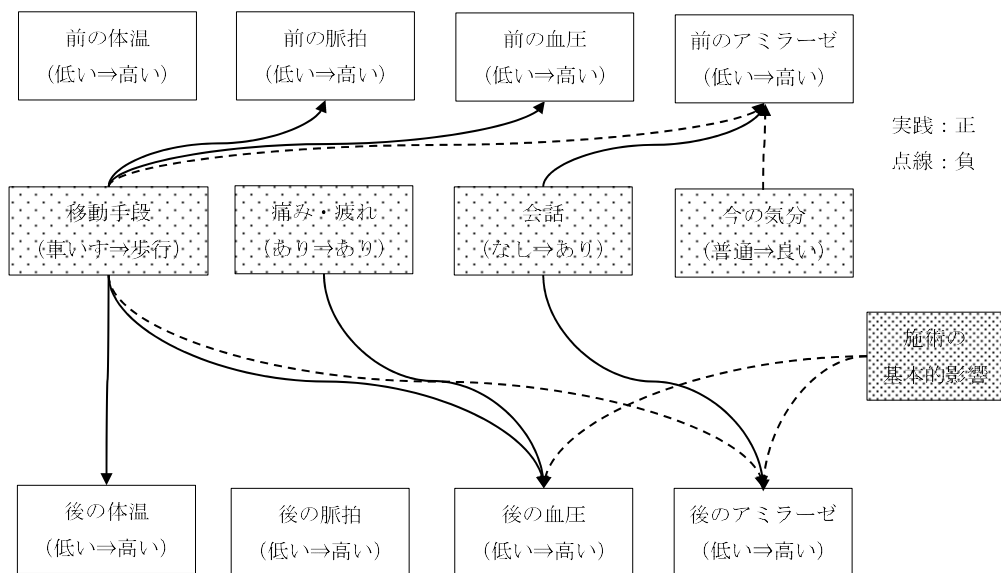 前の体温
(低い⇒高い)
前の脈拍
(低い⇒高い)
前の血圧
(低い⇒高い)
前のアミラーゼ
(低い⇒高い)
実践：正
点線：負
移動手段
(車いす⇒歩行)
痛み・疲れ
(あり⇒あり)
会話
(なし⇒あり)
今の気分
(普通⇒良い)
施術の
基本的影響
後の体温
(低い⇒高い)
後の脈拍
(低い⇒高い)
後の血圧
(低い⇒高い)
後のアミラーゼ
(低い⇒高い)